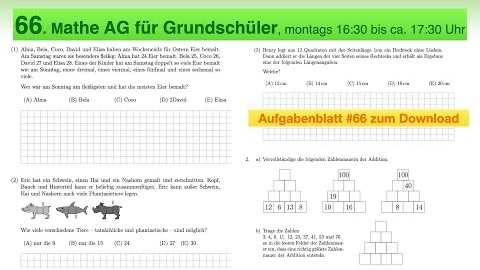 66. Mathe AG für Grundschüler, montags 16:30 bis ca. 17:30 Uhr
(1) Alma, Bela, Coco, David und Elisa haben am Wochenende für Ostern Eier bemalt.
Am Samstag waren sie besonders fleißig: Alma hat 24 Eier bemalt, Bela 25, Coco 26,
David 27 und Elisa 28. Eines der Kinder hat am Samstag doppelt so viele Eier bemalt
wie am Sonntag, eines dreimal, eines viermal, eines fünfmal und eines sechsmal so
viele.
Wer war am Sonntag am fleißigsten und hat die meisten Eier bemalt?
(A) Alma (B) Bela (C) Coco (D) 2David (E) Elisa
(2) Eric hat ein Schwein, einen Hai und ein Nashorn gemalt und zerschnitten. Kopf,
Bauch und Hinterteil kann er beliebig zusammenfügen. Eric kann außer Schwein,
Hai und Nashorn auch viele Phantasietiere legen.
Wie viele verschiedene Tiere – tatsächliche und phantastische – sind möglich?
(A) nur die 9 (B) nur die 15 (C) 24 (D) 27 (E) 30
(3) Henry legt aus 12 Quadraten mit der Seitenlänge 1cm ein Rechteck ohne Lücken.
Dann addiert er die Längen der vier Seiten seines Rechtecks und erhält als Ergebnis
eine der folgenden Längenangaben.
Welche?
(A) 12 cm (B) 14 cm (C) 15 cm (D) 18 cm (E) 20 cm
Aufgabenblatt #66 zum Download
2. a) Vervollständige die folgenden Zahlenmauern der Addition.
100
100
40
19
12 6 13 8
10 16
8 14
b) Trage die Zahlen
3, 4, 8, 11, 12, 23, 37, 41, 53 und 76
so in die leeren Felder der Zahlenmauer
ein, dass eine richtig gelöste Zahlenmauer
der Addition entsteht.